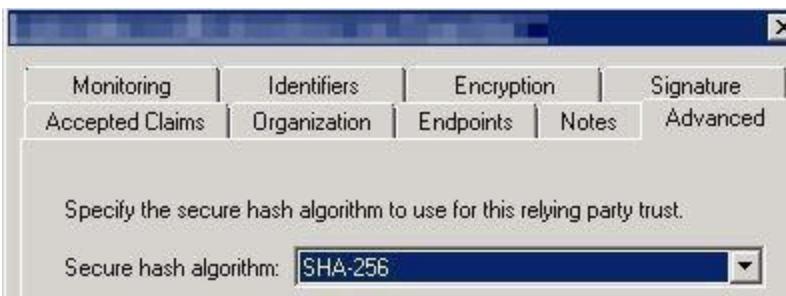 Monitoring Identifiers Encryption Signature
Accepted Claims Organization Endpoints Notes Advanced
Specify the secure hash algorithm to use for this relying party trust.
Secure hash algorithm: SHA-256